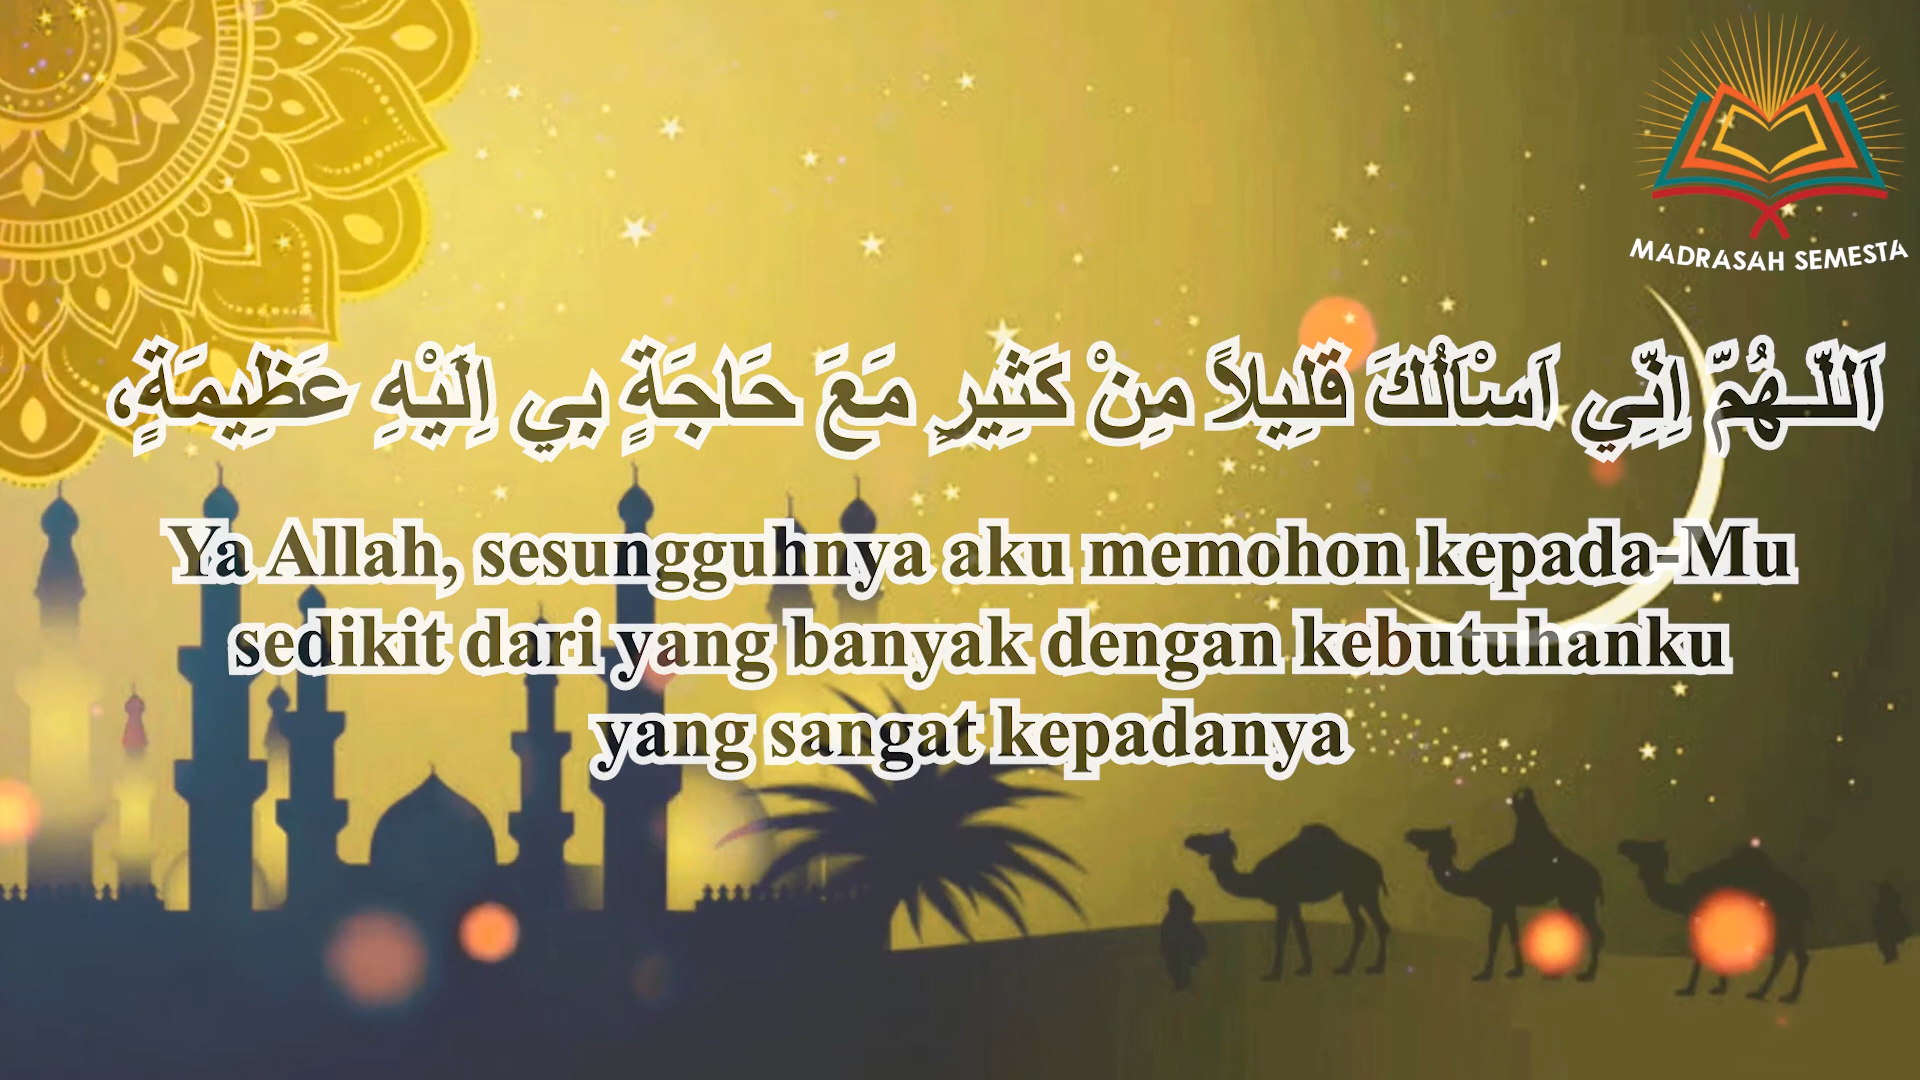 MADRASAH SEMESTA
اَللّـهُمَّ اِنِّي اَسْاَلُكَ قَلِيلاً مِنْ كَثِيرٍ مَعَ حَاجَةٍ بِي اِلَيْهِ عَظِيمَةٍ،
Ya Allah, sesungguhnya aku memohon kepada-Mu
sedikit dari yang banyak dengan kebutuhanku
yang sangat kepadanya